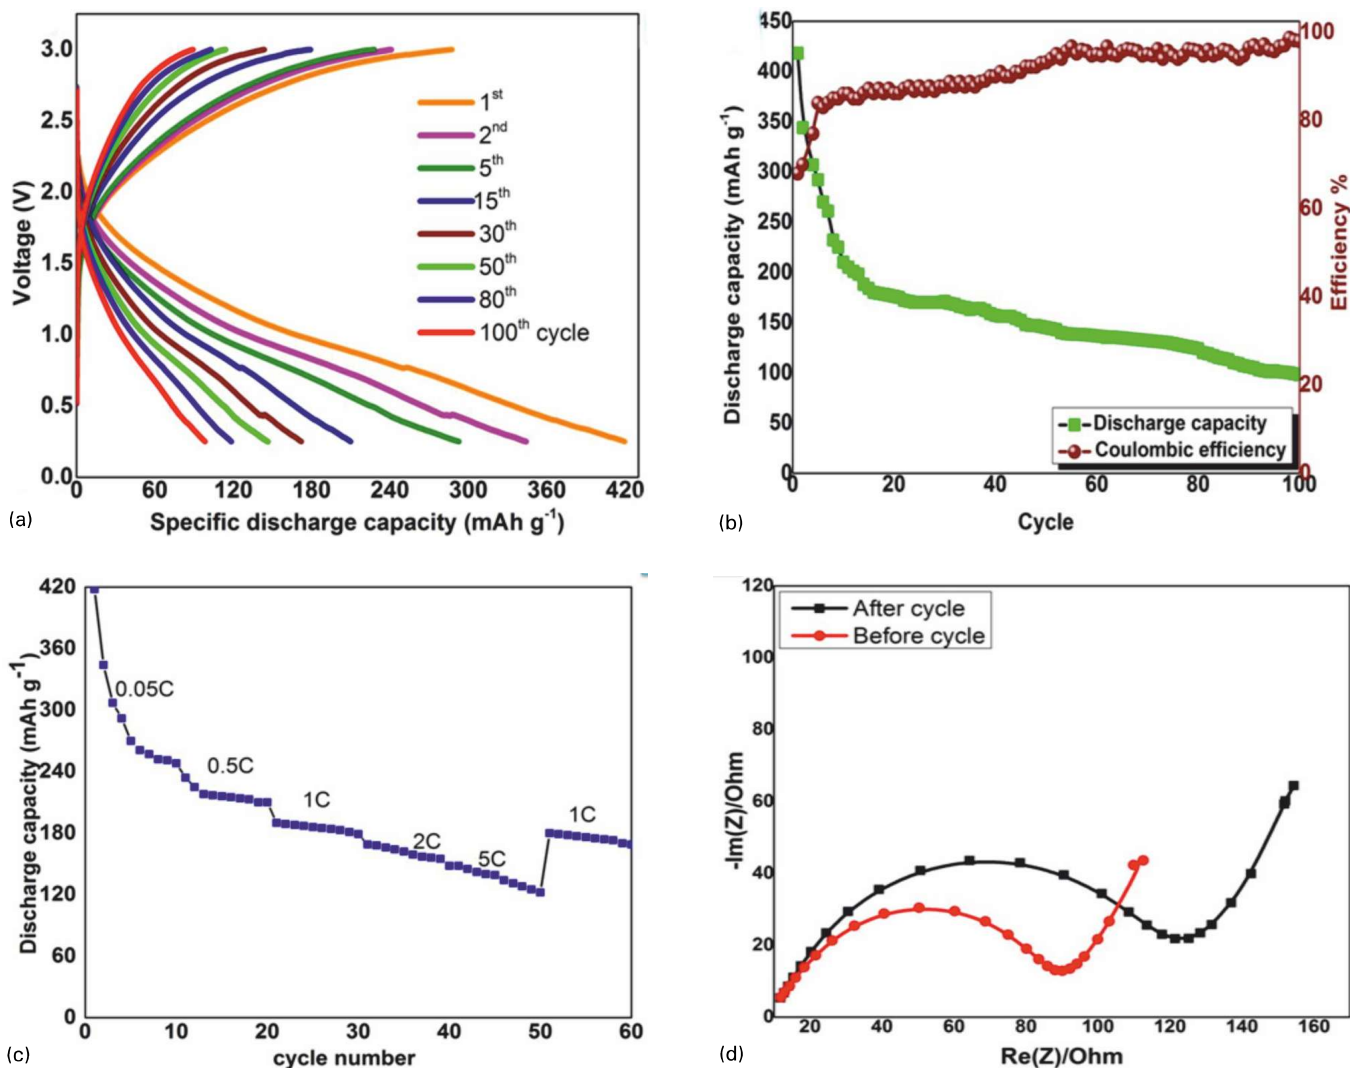 3.0
2.5
2.0
1.5
1.0
0.5
0.0
Voltage (V)
1st
2nd
5th
15th
30th
50th
80th
100th cycle
0 60 120 180 240 300 360 420
Specific discharge capacity (mAh g-1)
(a)
450
400
350
300
250
200
150
100
50
0
Discharge capacity (mAh g-1)
100
80
60
40
20
0
Efficiency %
Discharge capacity
Coulombic efficiency
0 20 40 60 80 100
Cycle
(b)
420
360
300
240
180
120
60
0
Discharge capacity (mAh g-1)
0.05C
0.5C
1C
2C
5C
1C
0 10 20 30 40 50 60
cycle number
(c)
120
100
80
60
40
20
0
-Im(Z)/Ohm
After cycle
Before cycle
20 40 60 80 100 120 140 160
Re(Z)/Ohm
(d)